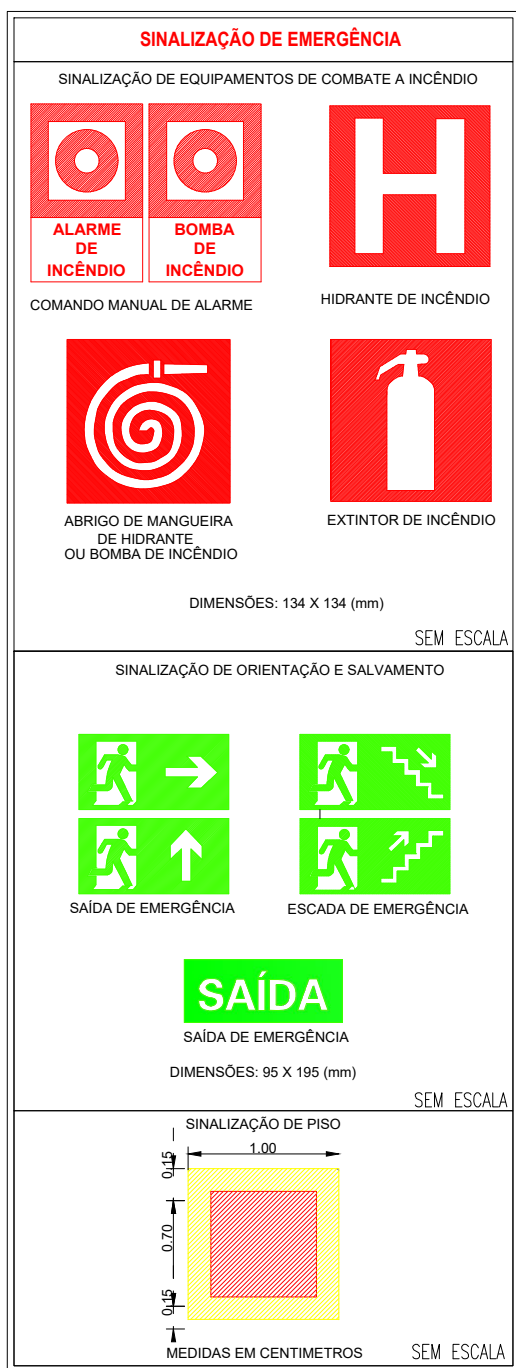 SINALIZAÇÃO DE EMERGÊNCIA
SINALIZAÇÃO DE EQUIPAMENTOS DE COMBATE A INCÊNDIO
ALARME
DE
INCÊNDIO
BOMBA
DE
INCÊNDIO
COMANDO MANUAL DE ALARME
H
HIDRANTE DE INCÊNDIO
ABRIGO DE MANGUEIRA
DE HIDRANTE
OU BOMBA DE INCÊNDIO
EXTINTOR DE INCÊNDIO
DIMENSÕES: 134 X 134 (mm)
SEM ESCALA
SINALIZAÇÃO DE ORIENTAÇÃO E SALVAMENTO
SAÍDA DE EMERGÊNCIA
ESCADA DE EMERGÊNCIA
SAÍDA
SAÍDA DE EMERGÊNCIA
DIMENSÕES: 95 X 195 (mm)
SEM ESCALA
SINALIZAÇÃO DE PISO
1.00
0.15
0.70
0.15
MEDIDAS EM CENTIMETROS
SEM ESCALA